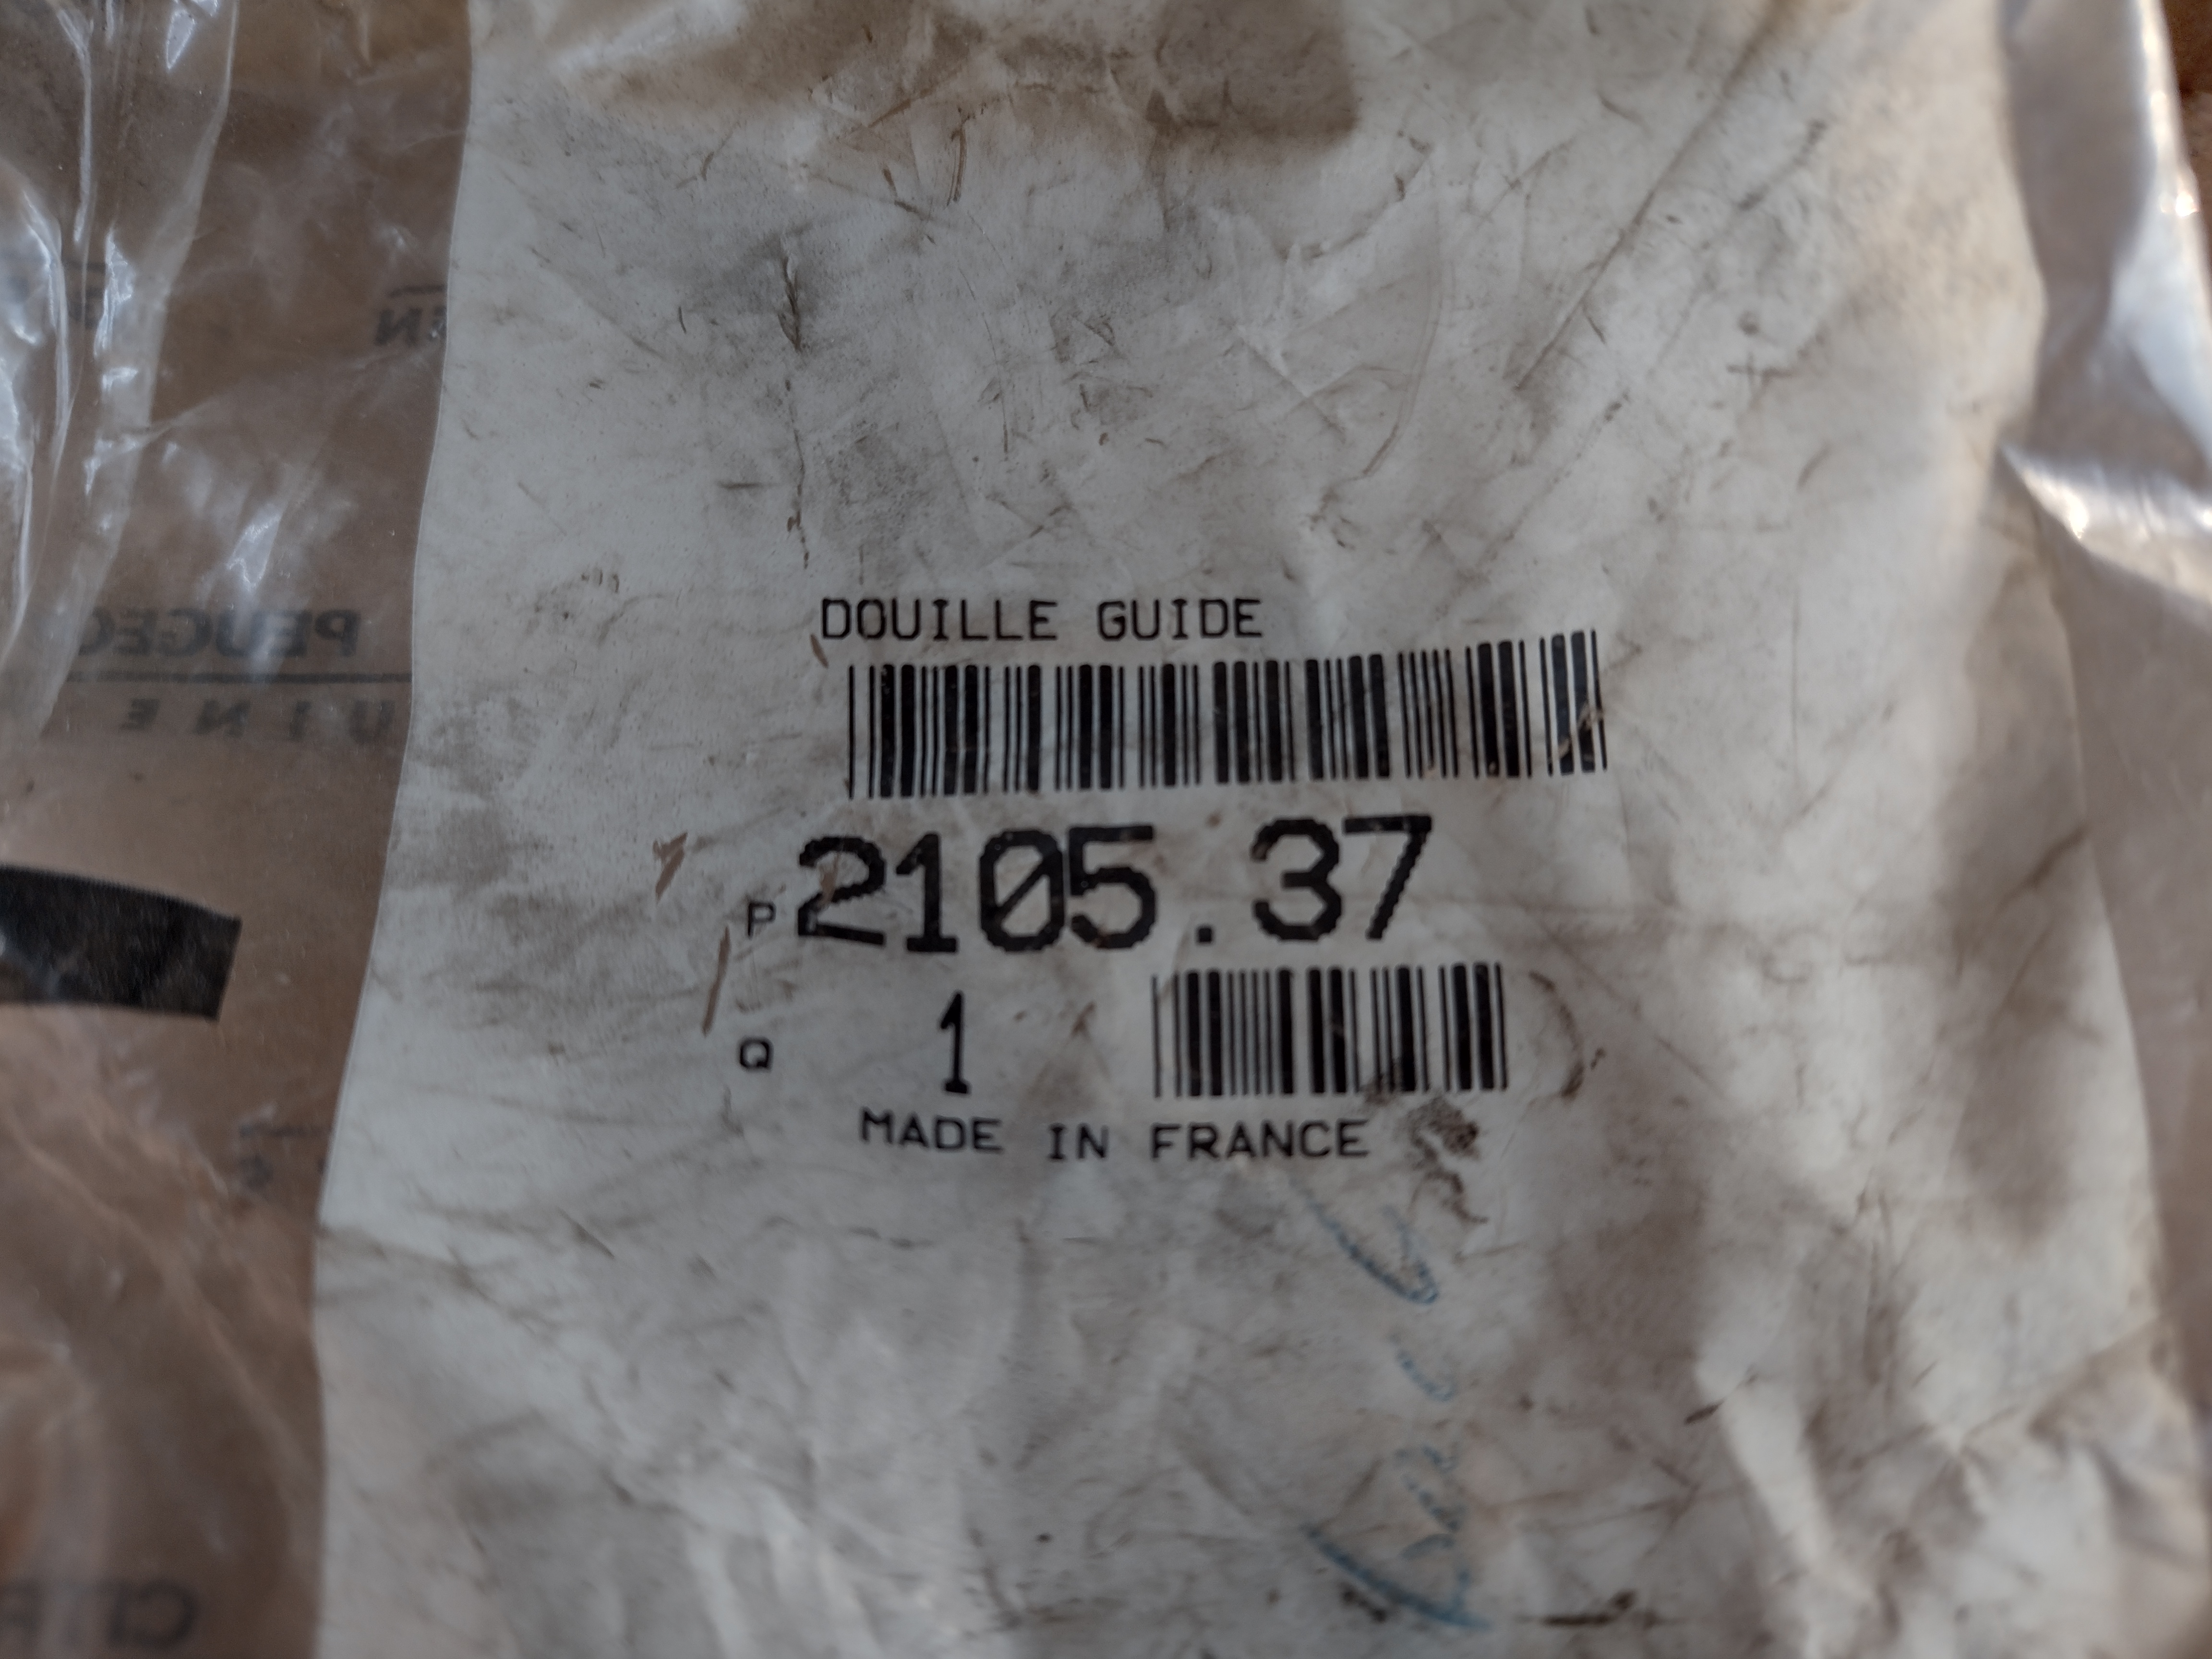 DOUILLE GUIDE
P 2105.37
Q 1
MADE IN FRANCE